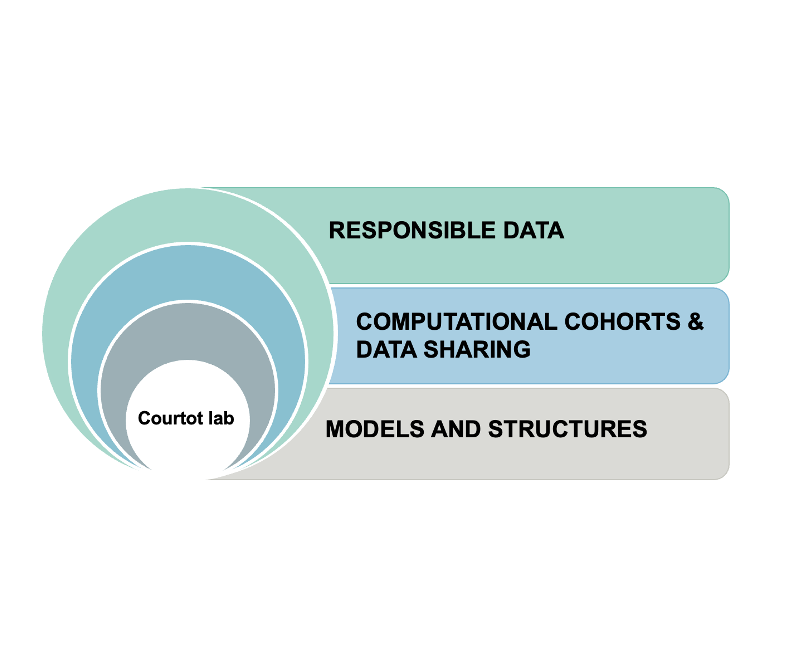 RESPONSIBLE DATA
COMPUTATIONAL COHORTS &
DATA SHARING
Courtot lab
MODELS AND STRUCTURES